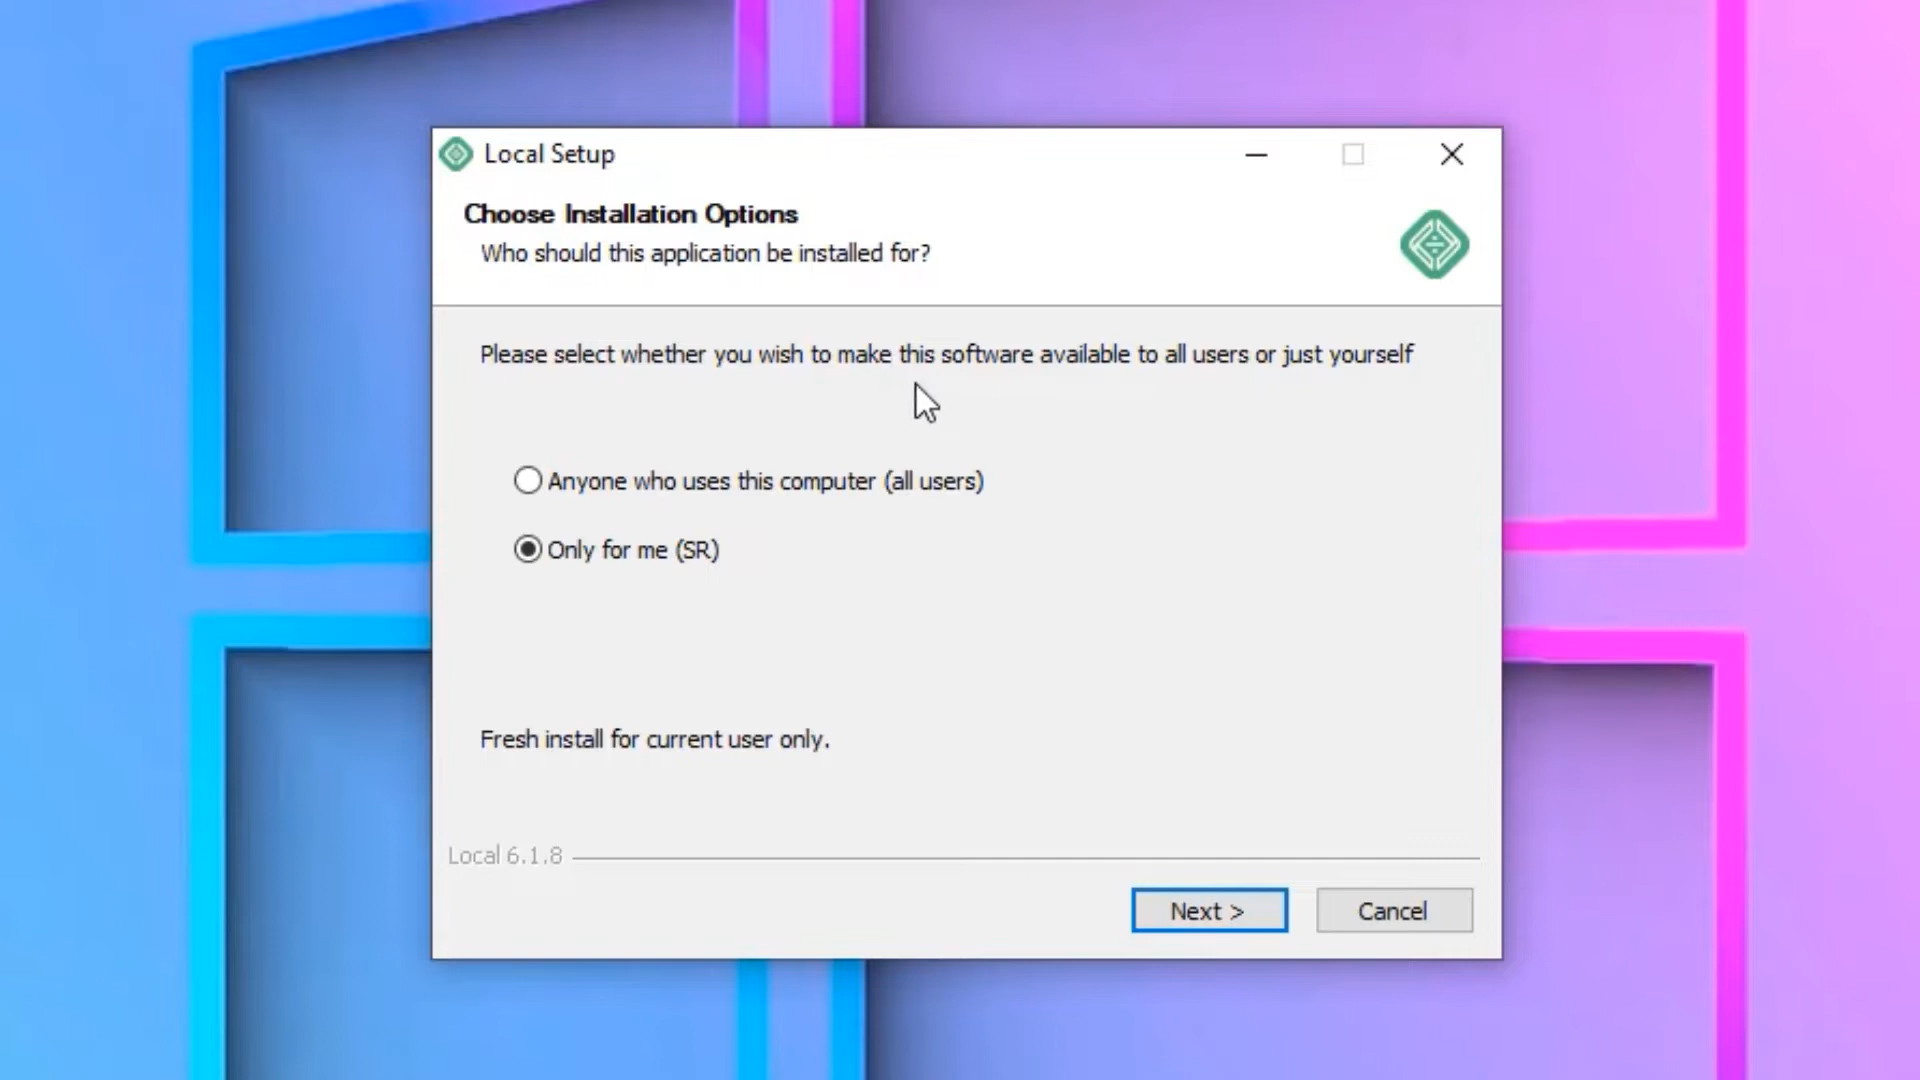 Local Setup
Choose Installation Options
Who should this application be installed for?
Please select whether you wish to make this software available to all users or just yourself
Anyone who uses this computer (all users)
Only for me (SR)
Fresh install for current user only.
Local 6.1.8
Next >
Cancel